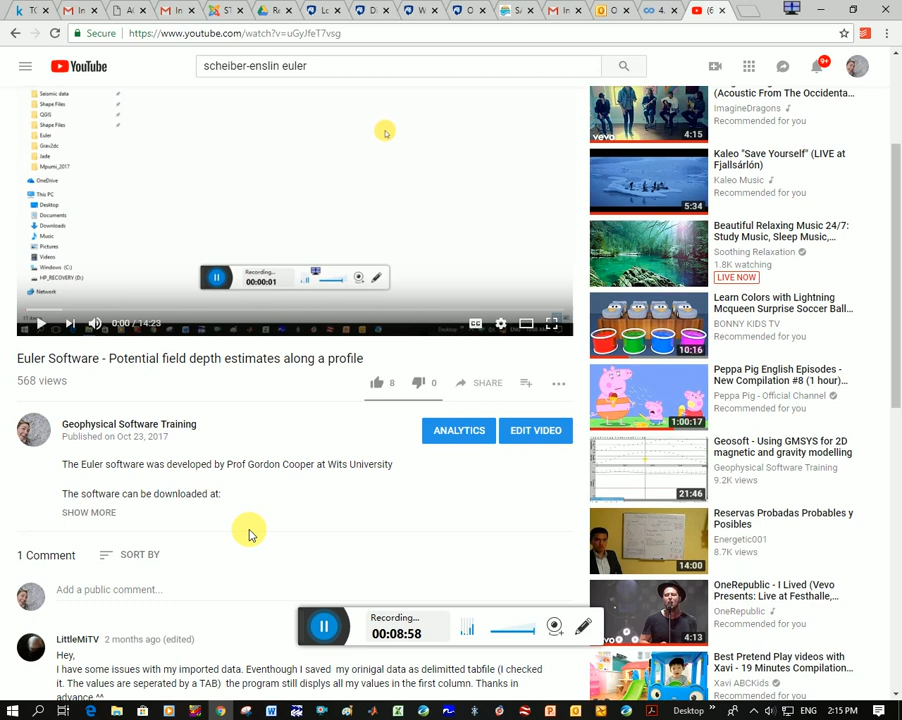 In
In
ST
Re
Lo
D
W
O
S
In
O
4.
(6
Secure
https://www.youtube.com/watch?v=uGyJfeT7vsg
YouTube
scheiber-enslin euler
9+
Seismic data
Shape Files
QGIS
Shape Files
Euler
Grav2dc
Jade
Mpumi_2017
OneDrive
This PC
Desktop
Documents
Downloads
Music
Pictures
Videos
Windows (C:)
HP_RECOVERY (D:)
Network
Recording...
00:00:01
0:00 / 14:23
Euler Software - Potential field depth estimates along a profile
568 views
8
0
SHARE
Geophysical Software Training
Published on Oct 23, 2017
ANALYTICS
EDIT VIDEO
The Euler software was developed by Prof Gordon Cooper at Wits University
The software can be downloaded at:
SHOW MORE
1 Comment
SORT BY
Add a public comment...
LittleMiTV 2 months ago (edited)
Hey,
I have some issues with my imported data. Eventhough I saved my orinigal data as delimitted tabfile (I checked
it. The values are seperated by a TAB) the program still displys all my values in the first column. Thanks in
advance ^^
Recording...
00:08:58
vevo
4:15
(Acoustic From The Occidenta...
ImagineDragons
Recommended for you
5:34
Kaleo "Save Yourself" (LIVE at
Fjallsárlón)
Kaleo Music
Recommended for you
Beautiful Relaxing Music 24/7:
Study Music, Sleep Music,...
Soothing Relaxation
1.8K watching
LIVE NOW
10:16
Learn Colors with Lightning
Mcqueen Surprise Soccer Ball...
BONNY KIDS TV
Recommended for you
1:00:17
Peppa Pig English Episodes -
New Compilation #8 (1 hour)...
Peppa Pig - Official Channel
Recommended for you
21:46
Geosoft - Using GMSYS for 2D
magnetic and gravity modelling
Geophysical Software Training
9.2K views
14:00
Reservas Probadas Probables y
Posibles
Energetic001
8.7K views
4:13
OneRepublic - I Lived (Vevo
Presents: Live at Festhalle,...
OneRepublic
Recommended for you
Best Pretend Play videos with
Xavi - 19 Minutes Compilation...
Xavi ABCKids
Recommended for you
Desktop
ENG
2:15 PM